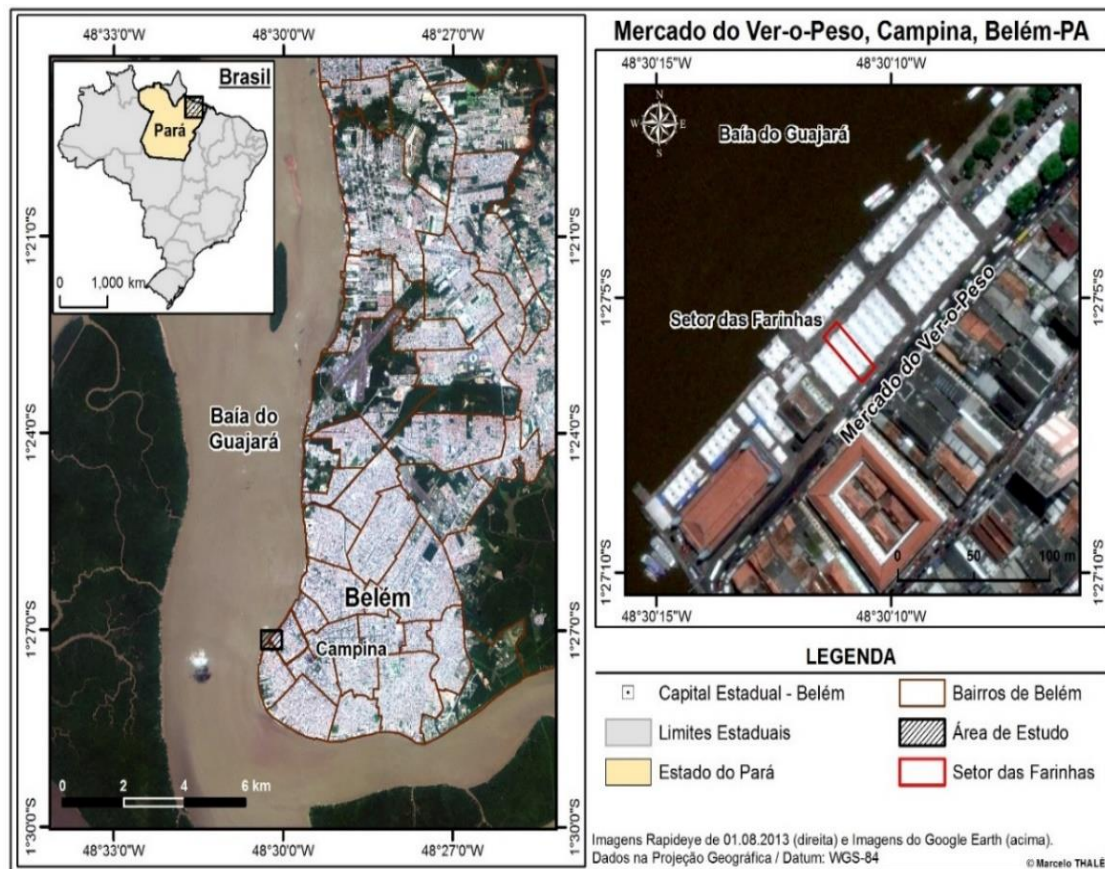 48°33'0"W
48°30'0"W
48°27'0"W
Brasil
Pará
0
1,000 km
1°21'0"S
1°21'0"S
1°24'0"S
1°24'0"S
1°27'0"S
1°27'0"S
1°30'0"S
1°30'0"S
Baía do
Guajará
Belém
Campina
0 2 4 6 km
48°33'0"W
48°30'0"W
48°27'0"W
Mercado do Ver-o-Peso, Campina, Belém-PA
48°30'15"W
48°30'10"W
N
W E
S
Baía do Guajará
Setor das Farinhas
Mercado do Ver-o-Peso
1°27'5"S
1°27'5"S
1°27'10"S
1°27'10"S
0 50 100 m
48°30'15"W
48°30'10"W
LEGENDA
Capital Estadual - Belém
Bairros de Belém
Limites Estaduais
Área de Estudo
Estado do Pará
Setor das Farinhas
Imagens Rapideye de 01.08.2013 (direita) e Imagens do Google Earth (acima).
Dados na Projeção Geográfica / Datum: WGS-84
© Marcelo THALÊ